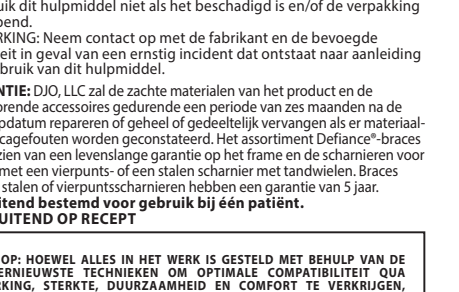 uik dit hulpmiddel niet als het beschadigd is en/of de verpakking
pend.
RKING: Neem contact op met de fabrikant en de bevoegde
eit in geval van een ernstig incident dat ontstaat naar aanleiding
bruik van dit hulpmiddel.
NTIE: DJO, LLC zal de zachte materialen van het product en de
orende accessoires gedurende een periode van zes maanden na de
pdatum repareren of geheel of gedeeltelijk vervangen als er materiaal-
icagefouten worden geconstateerd. Het assortiment Defiance®-braces
zien van een levenslange garantie op het frame en de scharnieren voor
met een vierpunts- of een stalen scharnier met tandwielen. Braces
stalen of vierpuntsscharnieren hebben een garantie van 5 jaar.
itend bestemd voor gebruik bij één patiënt.
UITEND OP RECEPT
OP: HOEWEL ALLES IN HET WERK IS GESTELD MET BEHULP VAN DE
ERNIEUWSTE TECHNIEKEN OM OPTIMALE COMPATIBILITEIT QUA
RKING, STERKTE, DUURZAAMHEID EN COMFORT TE VERKRIJGEN,